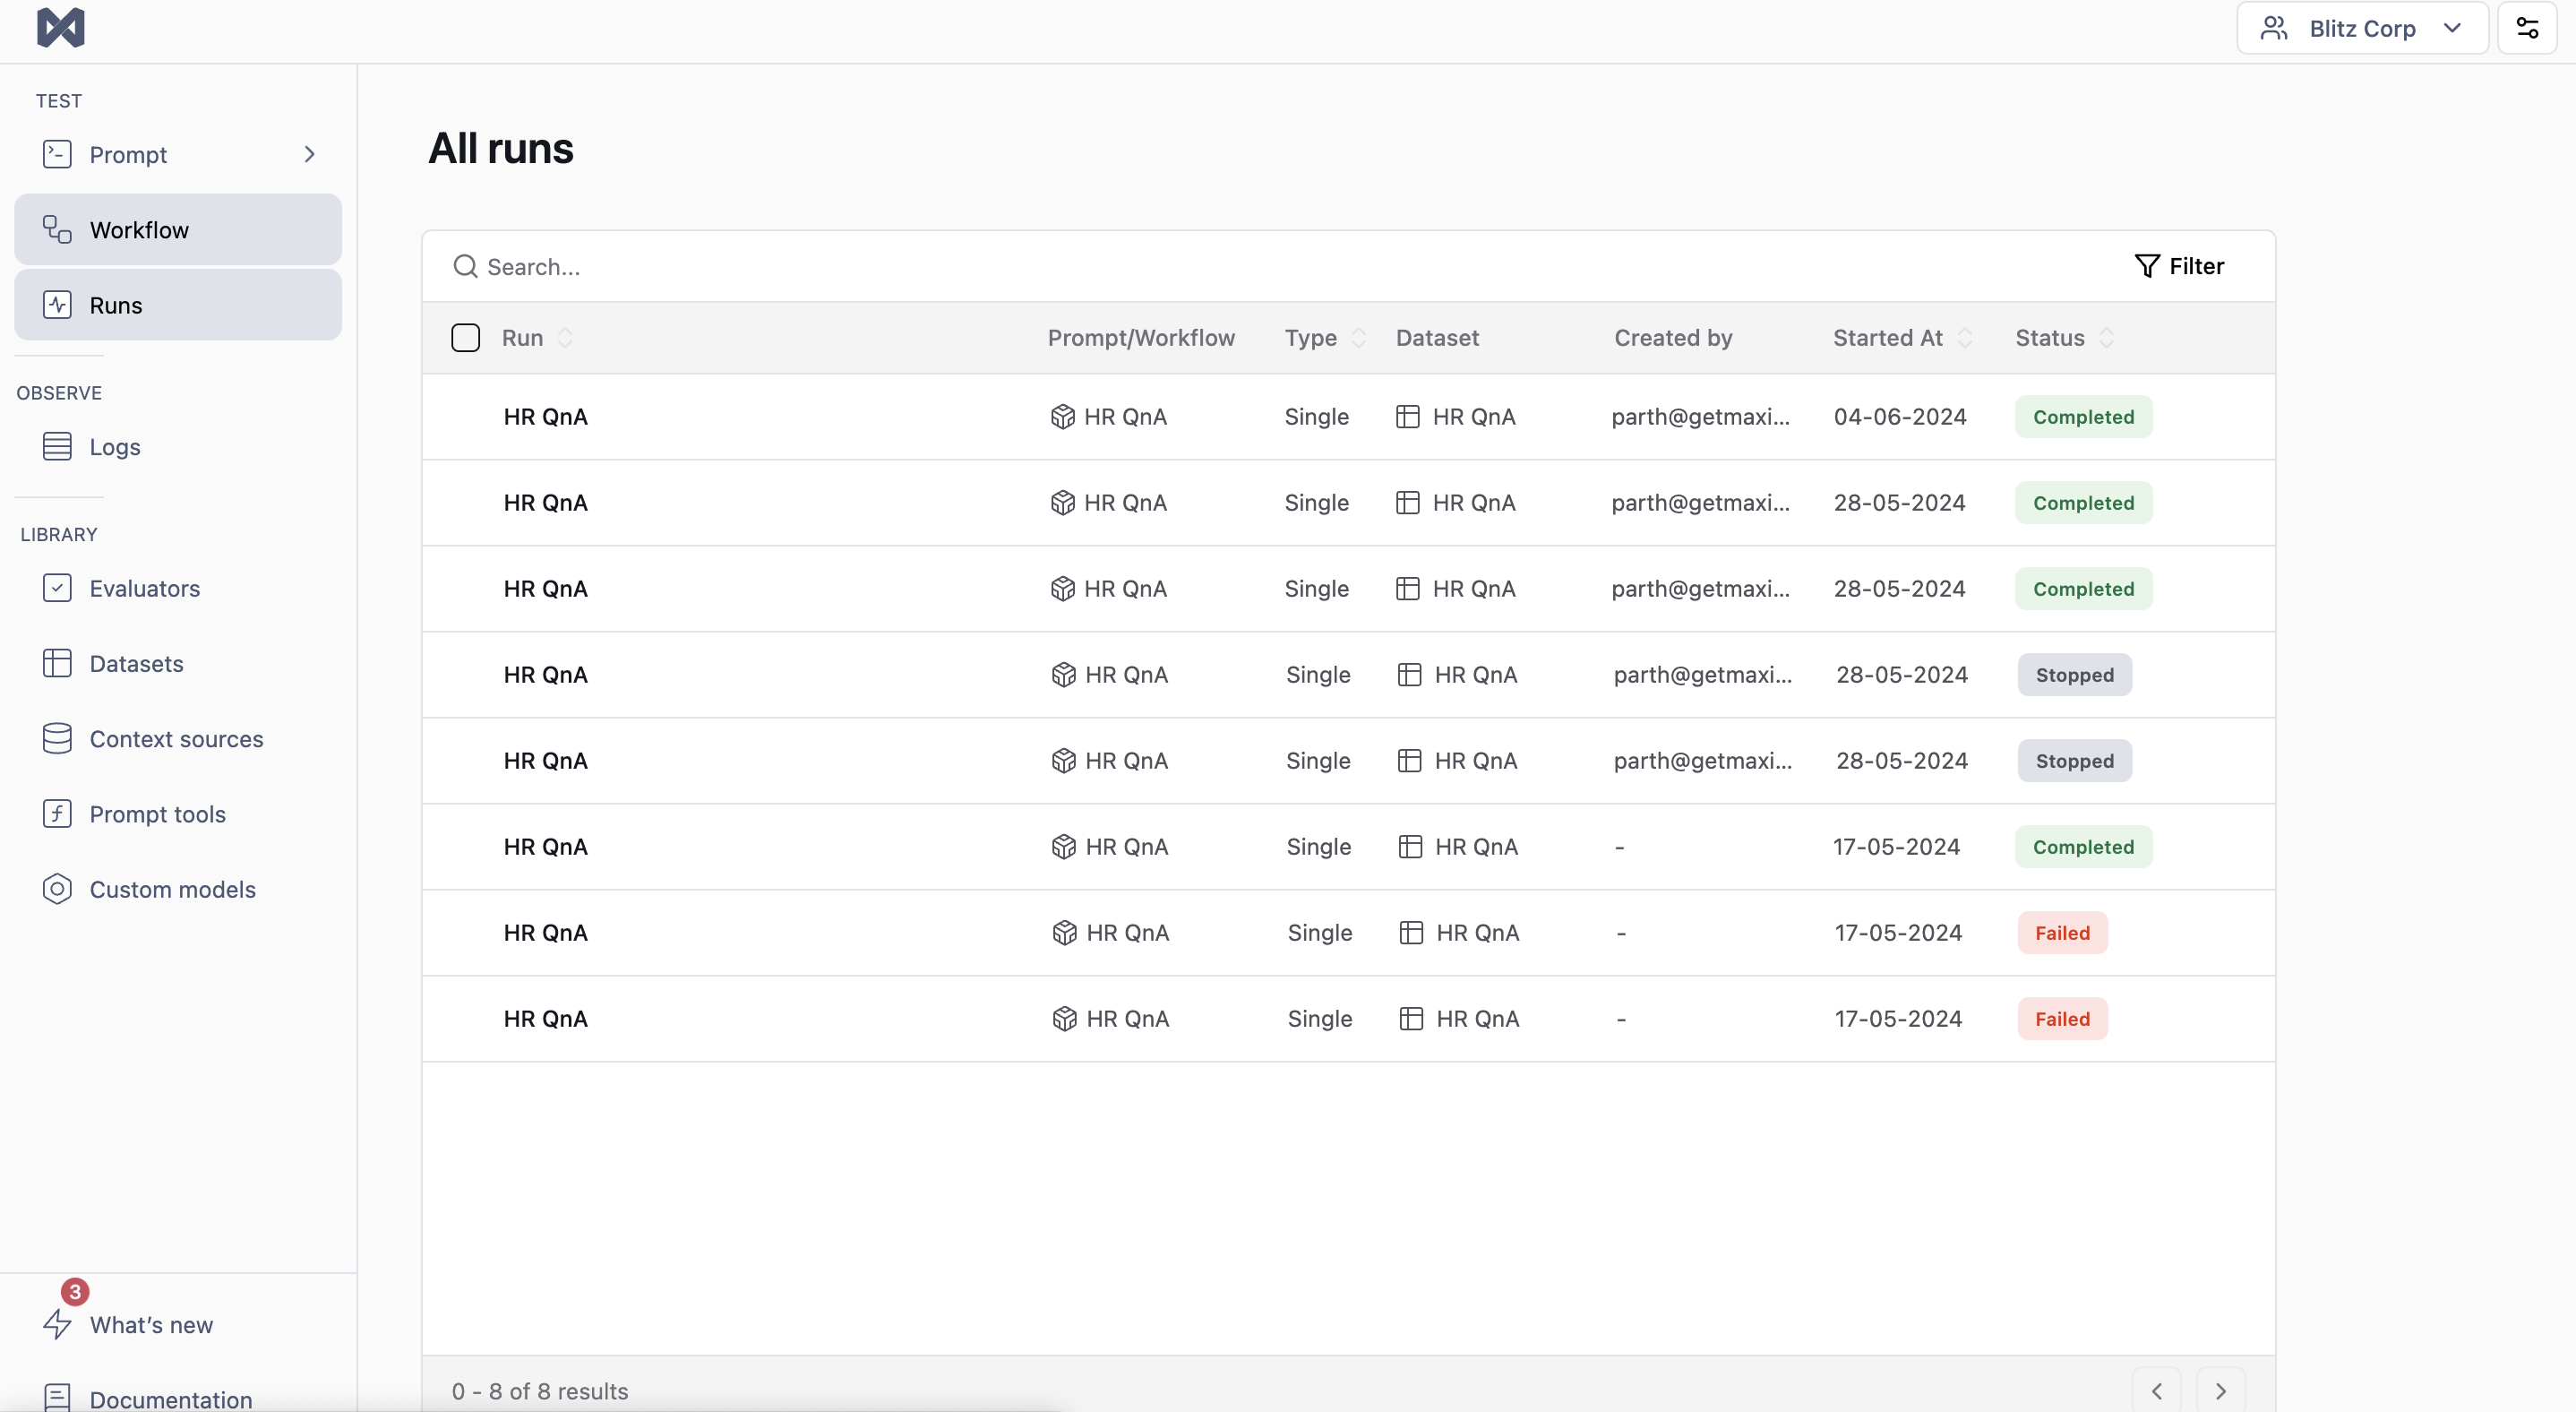 Blitz Corp
TEST
Prompt
Workflow
Runs
OBSERVE
Logs
LIBRARY
Evaluators
Datasets
Context sources
Prompt tools
Custom models
3
What’s new
Documentation
All runs
Search...
Filter
Run Prompt/Workflow Type Dataset Created by Started At Status
HR QnA HR QnA Single HR QnA parth@getmaxi... 04-06-2024 Completed
HR QnA HR QnA Single HR QnA parth@getmaxi... 28-05-2024 Completed
HR QnA HR QnA Single HR QnA parth@getmaxi... 28-05-2024 Completed
HR QnA HR QnA Single HR QnA parth@getmaxi... 28-05-2024 Stopped
HR QnA HR QnA Single HR QnA parth@getmaxi... 28-05-2024 Stopped
HR QnA HR QnA Single HR QnA - 17-05-2024 Completed
HR QnA HR QnA Single HR QnA - 17-05-2024 Failed
HR QnA HR QnA Single HR QnA - 17-05-2024 Failed
0 - 8 of 8 results